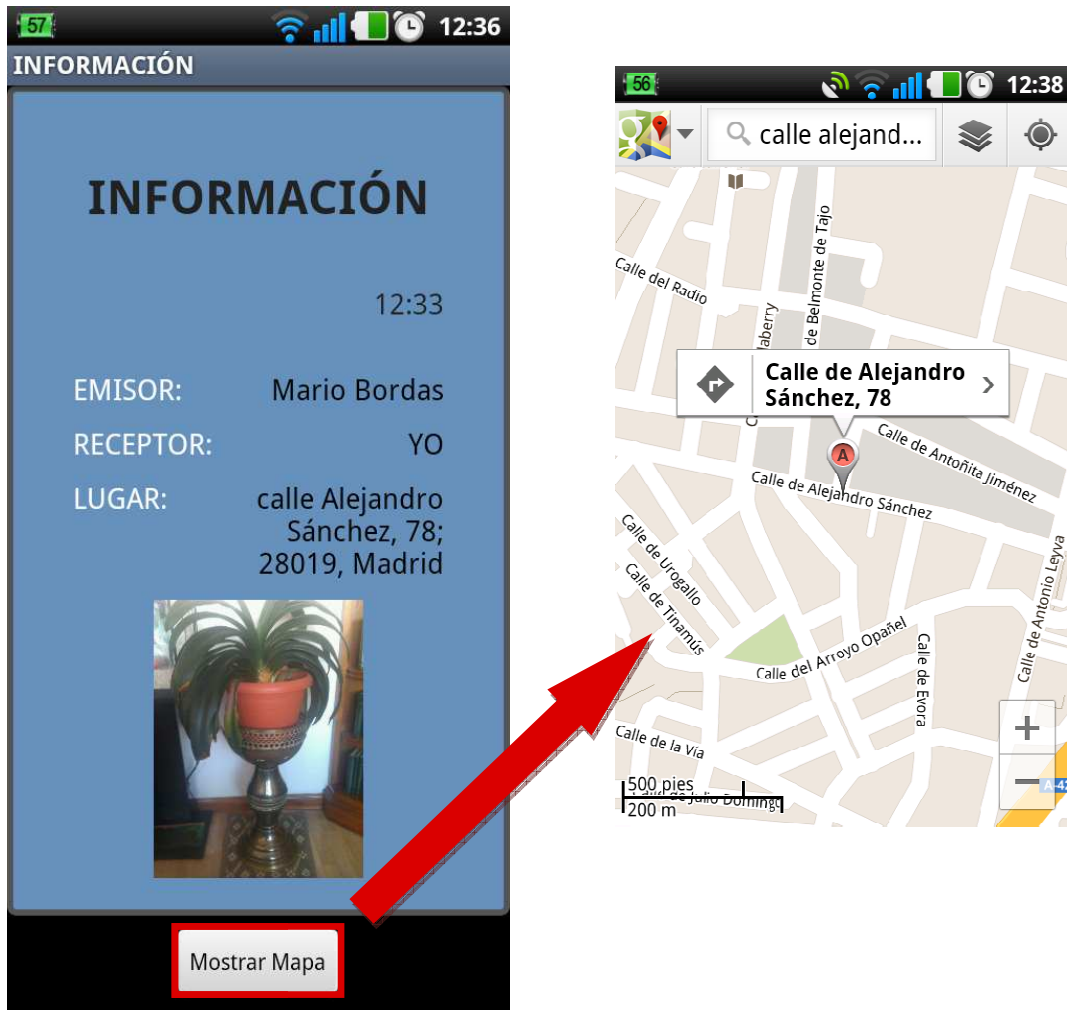 57
12:36
INFORMACIÓN
INFORMACIÓN
12:33
EMISOR: Mario Bordas
RECEPTOR: YO
LUGAR: calle Alejandro
Sánchez, 78;
28019, Madrid
Mostrar Mapa
56
12:38
calle alejand...
Calle del Radio
de Belmonte de Tajo
Calle de Alejandro
Sánchez, 78
A
Calle de Antoñita Jiménez
Calle de Alejandro Sánchez
Calle de Urogallo
Calle de Tinamús
Calle de Antonio Leyva
Calle del Arroyo Opañel
Calle de Evora
Calle de la Vía
500 pies
200 m
+
−